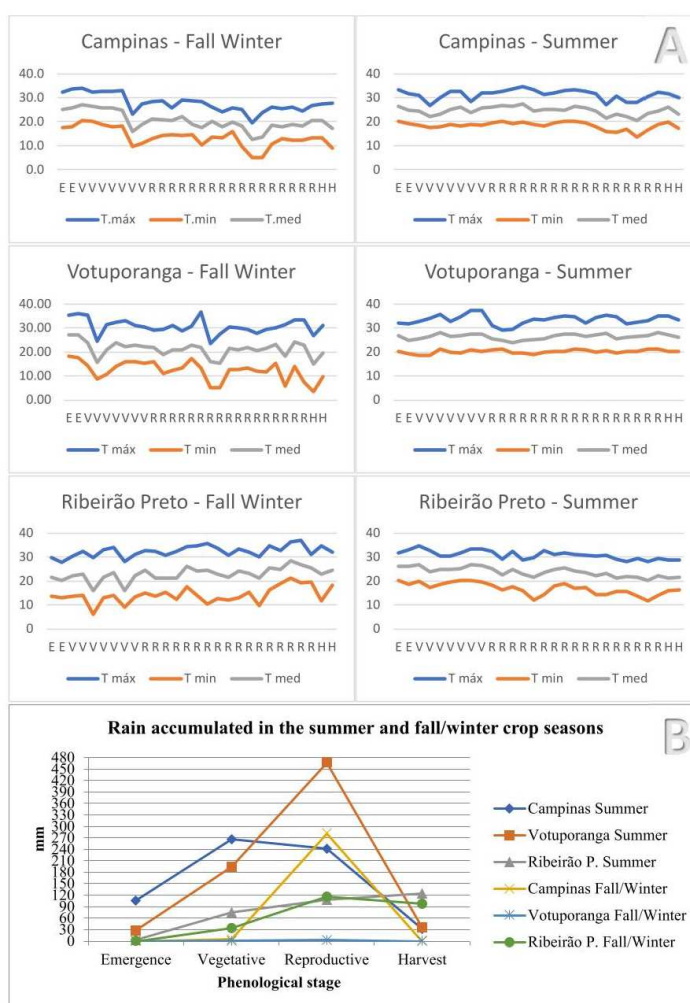 A
Campinas - Fall Winter
40.0
30.0
20.0
10.0
0.0
E E V V V V V V V R R R R R R R R R R R R R R R R R H H
T.máx T.min T.med
Campinas - Summer
40
30
20
10
0
E E V V V V V V R R R R R R R R R R R R R R R R R R H H
T máx T min T med
Votuporanga - Fall Winter
40.00
30.00
20.00
10.00
0.00
E E V V V V V V V R R R R R R R R R R R R R R R R H H
T máx T min T med
Votuporanga - Summer
40
30
20
10
0
E E V V V V V V V R R R R R R R R R R R R R R R R R H H
T máx T min T med
Ribeirão Preto - Fall Winter
40
30
20
10
0
E E V V V V V V V R R R R R R R R R R R R R R R R R H H
T máx T min T med
Ribeirão Preto - Summer
40
30
20
10
0
E E V V V V V V V R R R R R R R R R R R R R R R R R H H
T máx T min T med
B
Rain accumulated in the summer and fall/winter crop seasons
480
450
420
390
360
330
300
270
240
210
180
150
120
90
60
30
0
mm
Emergence Vegetative Reproductive Harvest
Phenological stage
Campinas Summer
Votuporanga Summer
Ribeirão P. Summer
Campinas Fall/Winter
Votuporanga Fall/Winter
Ribeirão P. Fall/Winter